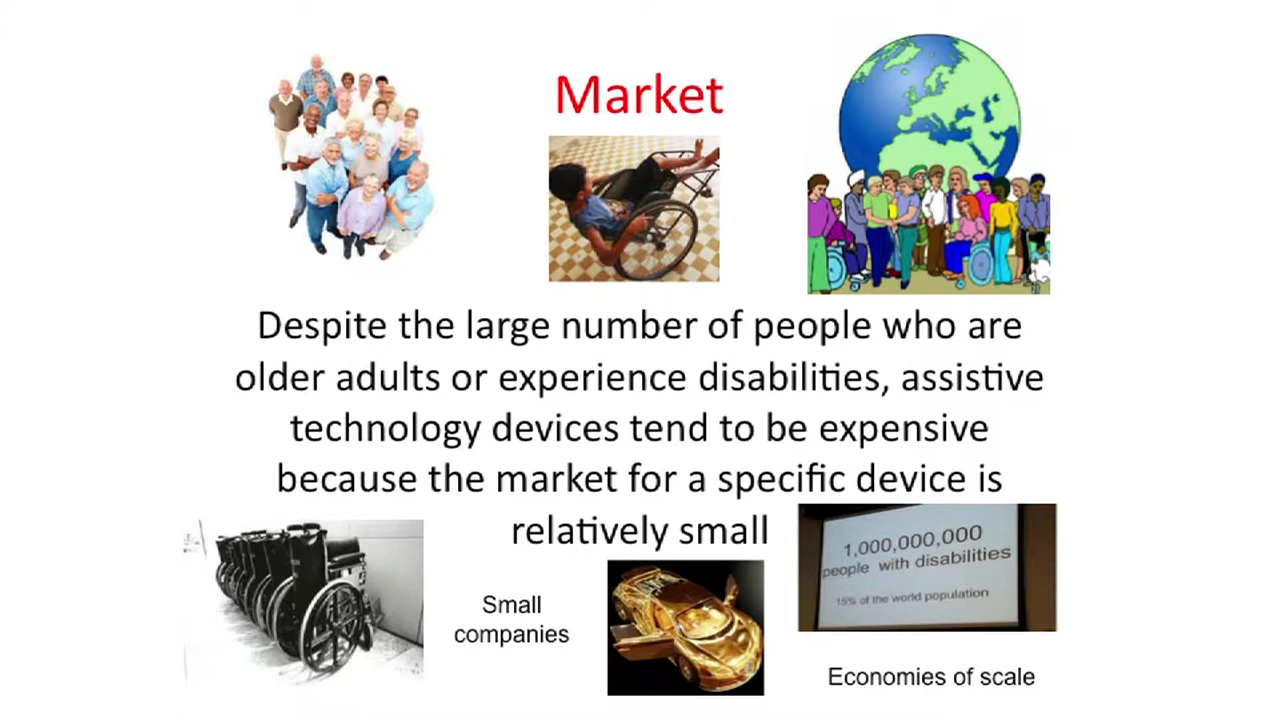 Market
Despite the large number of people who are
older adults or experience disabilities, assistive
technology devices tend to be expensive
because the market for a specific device is
relatively small
1,000,000,000
people with disabilities
15% of the world population
Small
companies
Economies of scale